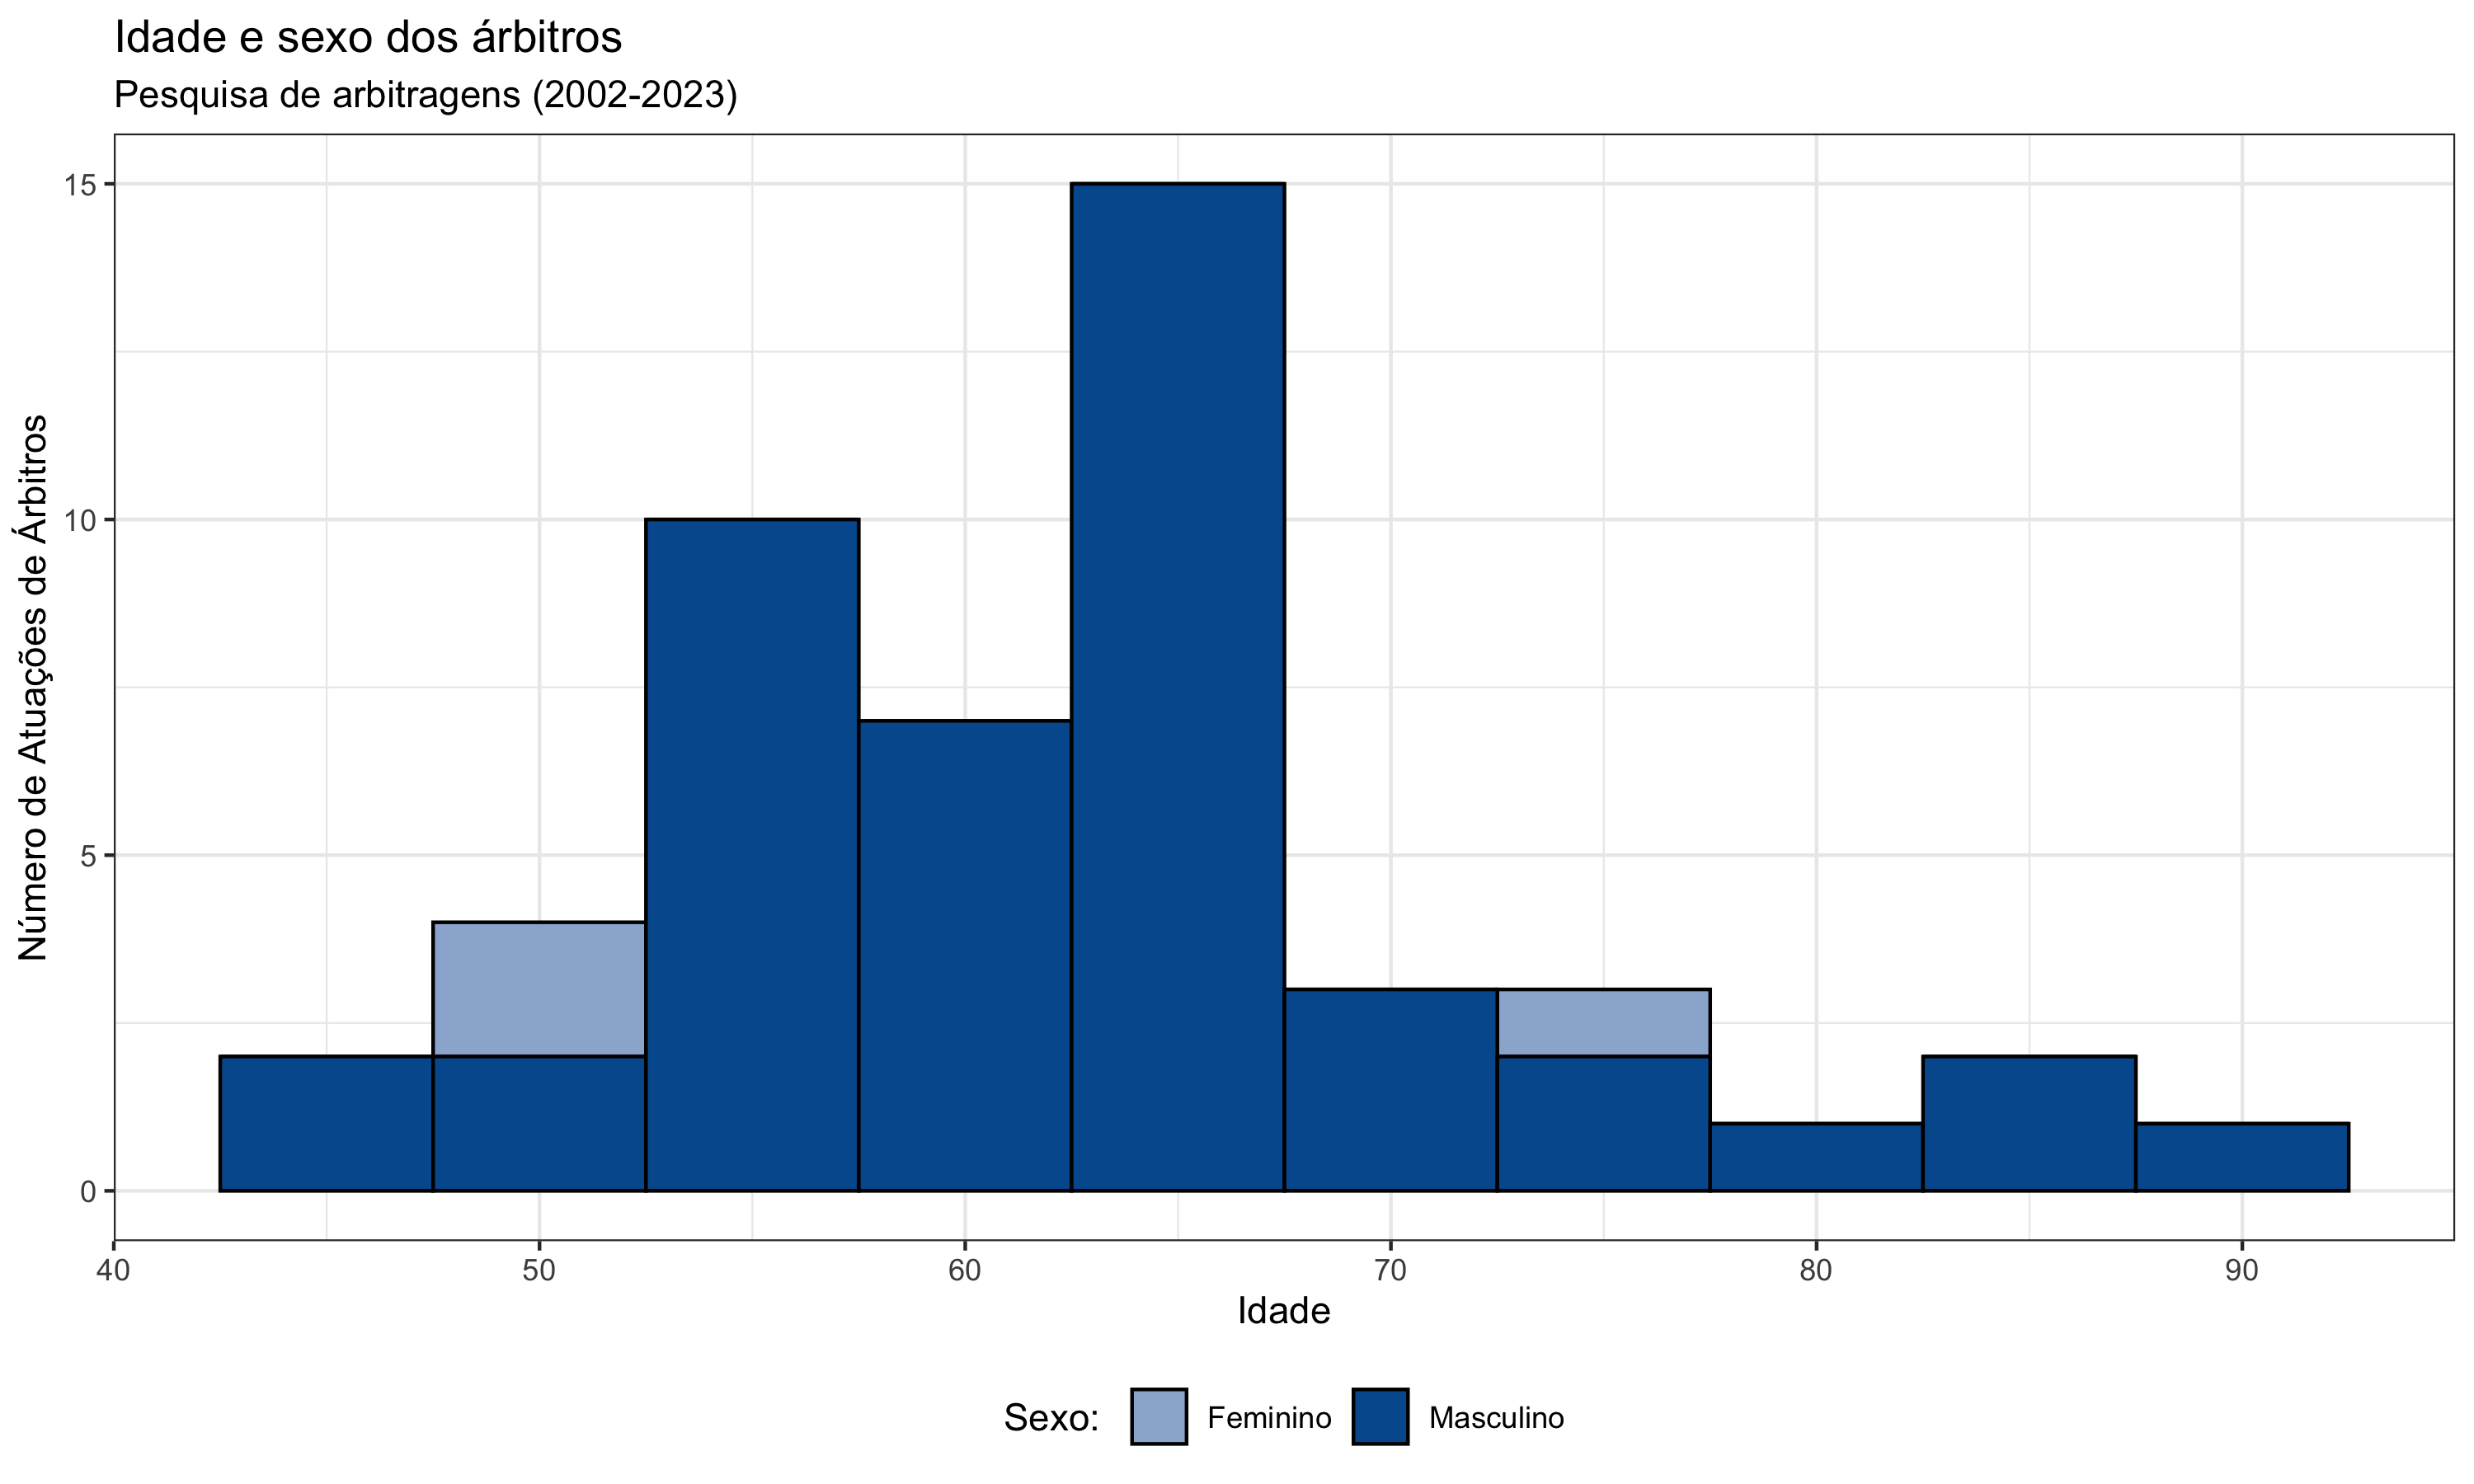 Idade e sexo dos árbitros
Pesquisa de arbitragens (2002-2023)
Número de Atuações de Árbitros
15
10
5
0
40 50 60 70 80 90
Idade
Sexo: Feminino Masculino